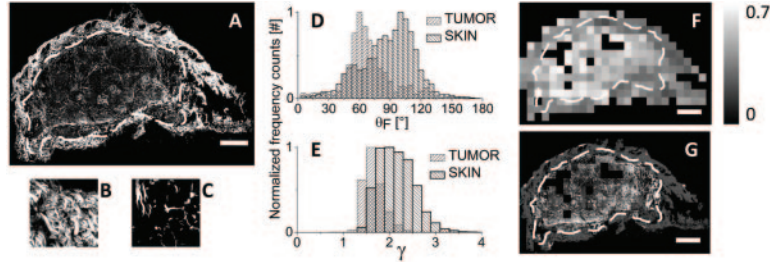 A
B
C
D
TUMOR
SKIN
Normalized frequency counts [#]
1
0
0 30 60 90 120 150 180
θF [°]
E
TUMOR
SKIN
1
0
0 1 2 3 4
γ
F
G
0.7
0